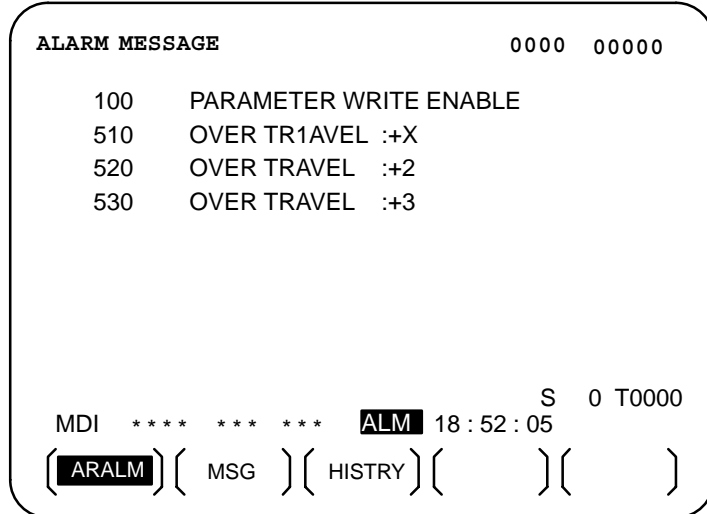 ALARM MESSAGE 0000 00000
100 PARAMETER WRITE ENABLE
510 OVER TR1AVEL :+X
520 OVER TRAVEL :+2
530 OVER TRAVEL :+3
S 0 T0000
MDI **** *** *** ALM 18 : 52 : 05
ARALM MSG HISTRY